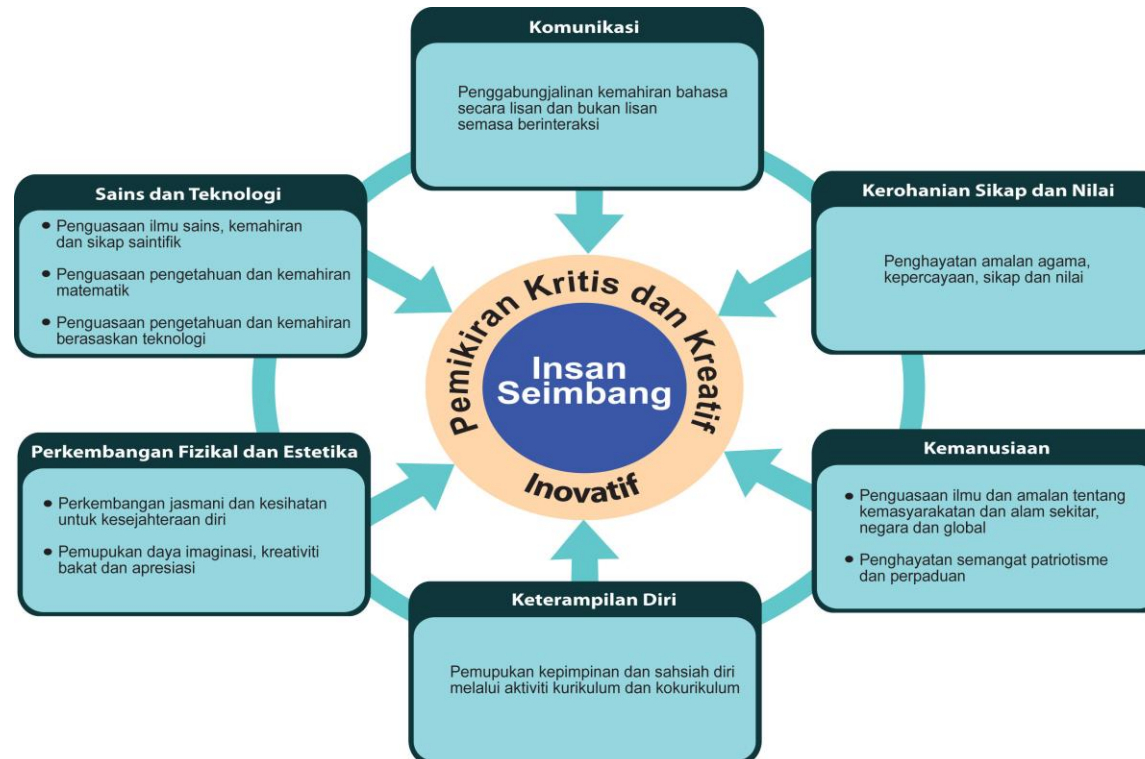 Komunikasi
Penggabungjalinan kemahiran bahasa
secara lisan dan bukan lisan
semasa berinteraksi
Sains dan Teknologi
• Penguasaan ilmu sains, kemahiran
dan sikap saintifik
• Penguasaan pengetahuan dan kemahiran
matematik
• Penguasaan pengetahuan dan kemahiran
berasaskan teknologi
Kerohanian Sikap dan Nilai
Penghayatan amalan agama,
kepercayaan, sikap dan nilai
Pemikiran Kritis dan Kreatif
Insan
Seimbang
Inovatif
Perkembangan Fizikal dan Estetika
• Perkembangan jasmani dan kesihatan
untuk kesejahteraan diri
• Pemupukan daya imaginasi, kreativiti
bakat dan apresiasi
Kemanusiaan
• Penguasaan ilmu dan amalan tentang
kemasyarakatan dan alam sekitar,
negara dan global
• Penghayatan semangat patriotisme
dan perpaduan
Keterampilan Diri
Pemupukan kepimpinan dan sahsiah diri
melalui aktiviti kurikulum dan kokurikulum